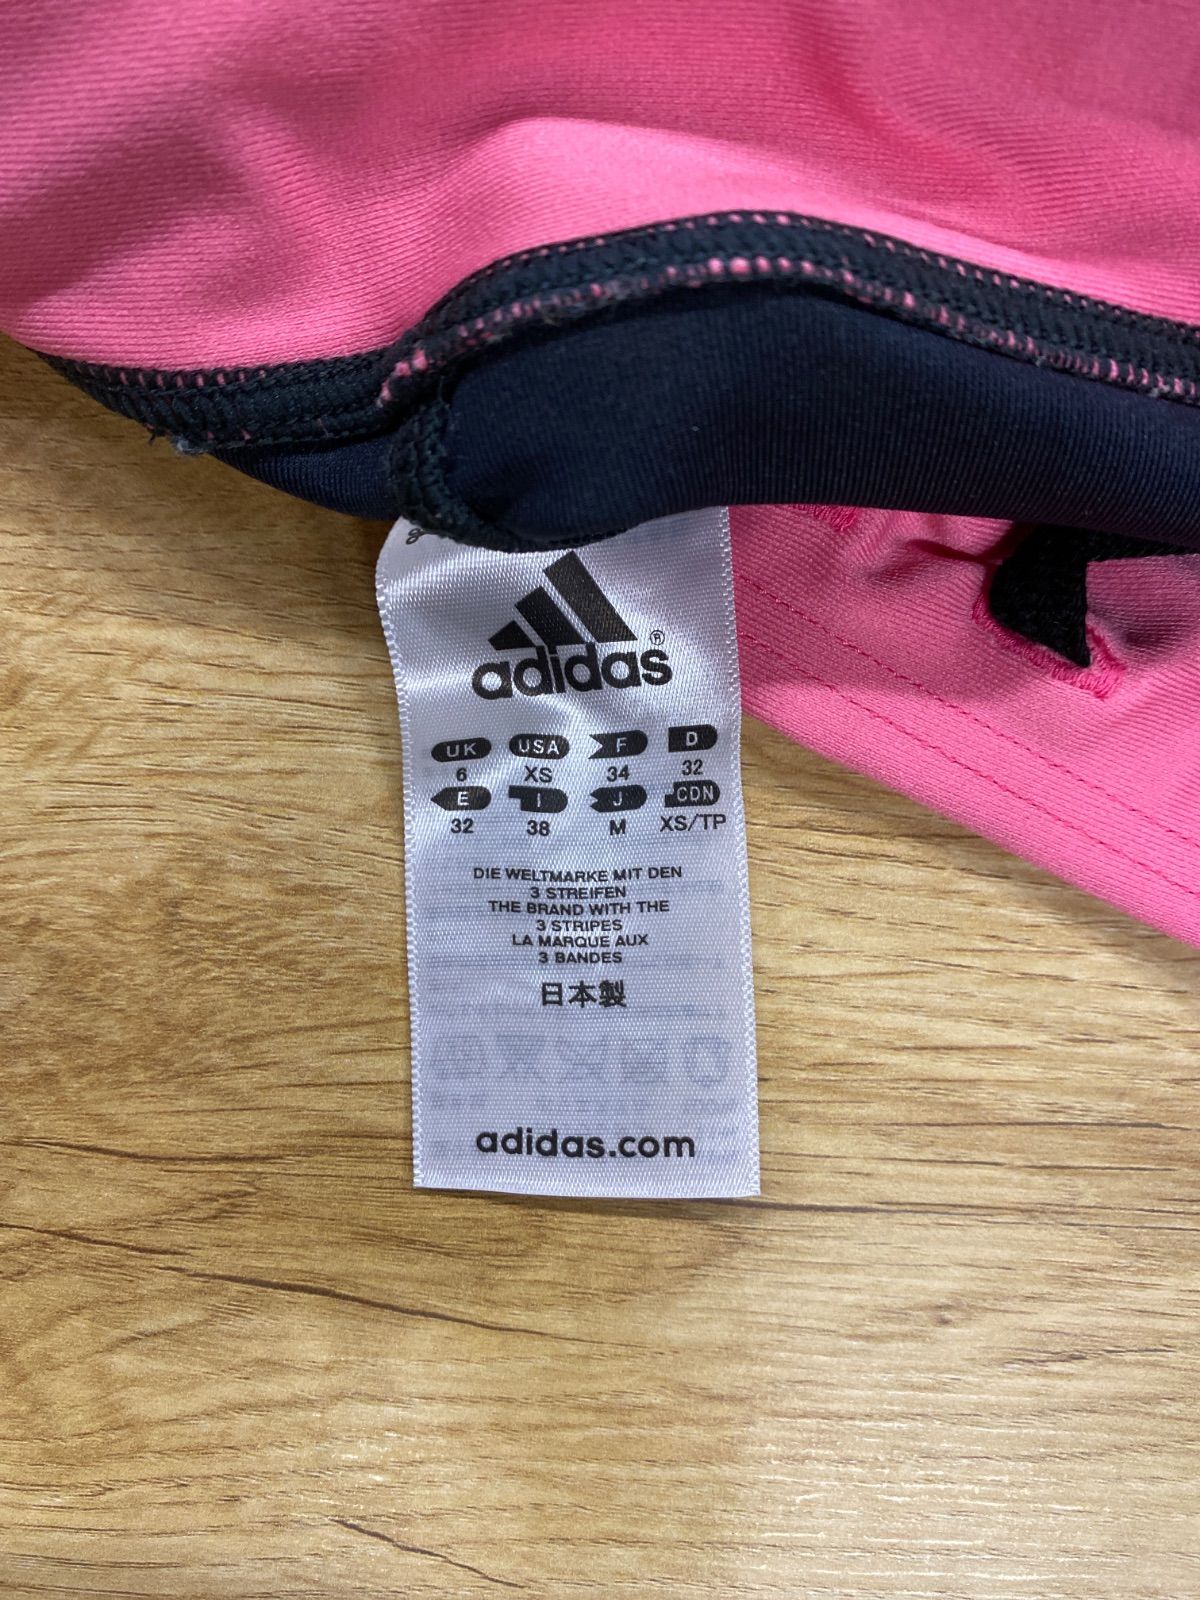 adidas®
UK USA F D
6 XS 34 32
E I J CDN
32 38 M XS/TP
DIE WELTMARKE MIT DEN
3 STREIFEN
THE BRAND WITH THE
3 STRIPES
LA MARQUE AUX
3 BANDES
日本製
adidas.com